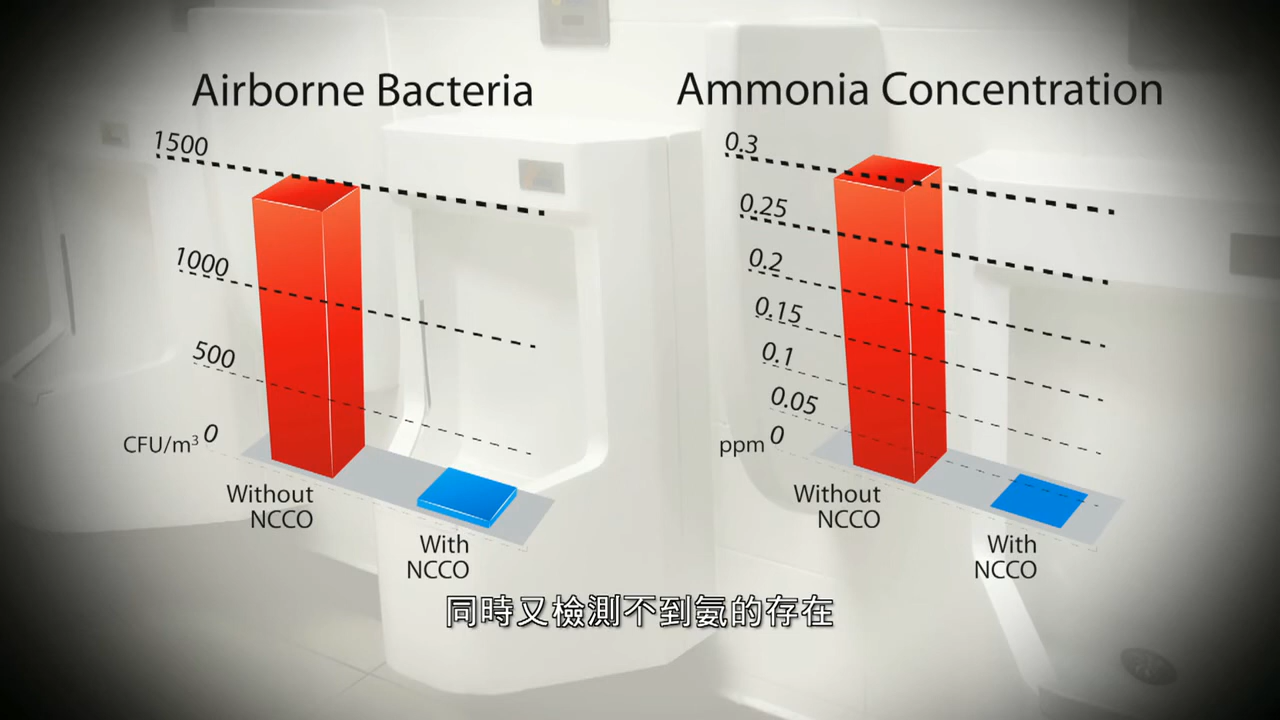 Airborne Bacteria
1500
1000
500
CFU/m³ 0
Without
NCCO
With
NCCO
Ammonia Concentration
0.3
0.25
0.2
0.15
0.1
0.05
ppm 0
Without
NCCO
With
NCCO
同時又檢測不到氨的存在